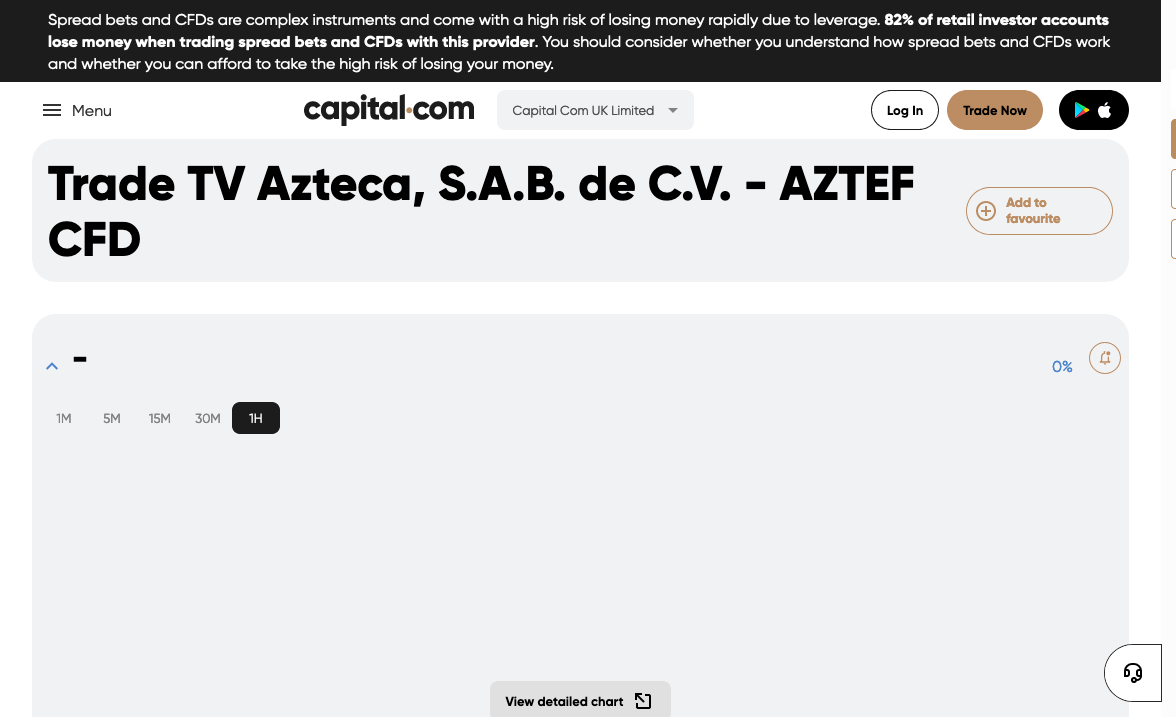 Spread bets and CFDs are complex instruments and come with a high risk of losing money rapidly due to leverage. 82% of retail investor accounts
lose money when trading spread bets and CFDs with this provider. You should consider whether you understand how spread bets and CFDs work
and whether you can afford to take the high risk of losing your money.
Menu
capital.com
Capital Com UK Limited
Log In
Trade Now
Trade TV Azteca, S.A.B. de C.V. - AZTEF
CFD
Add to
favourite
-
0%
1M
5M
15M
30M
1H
View detailed chart